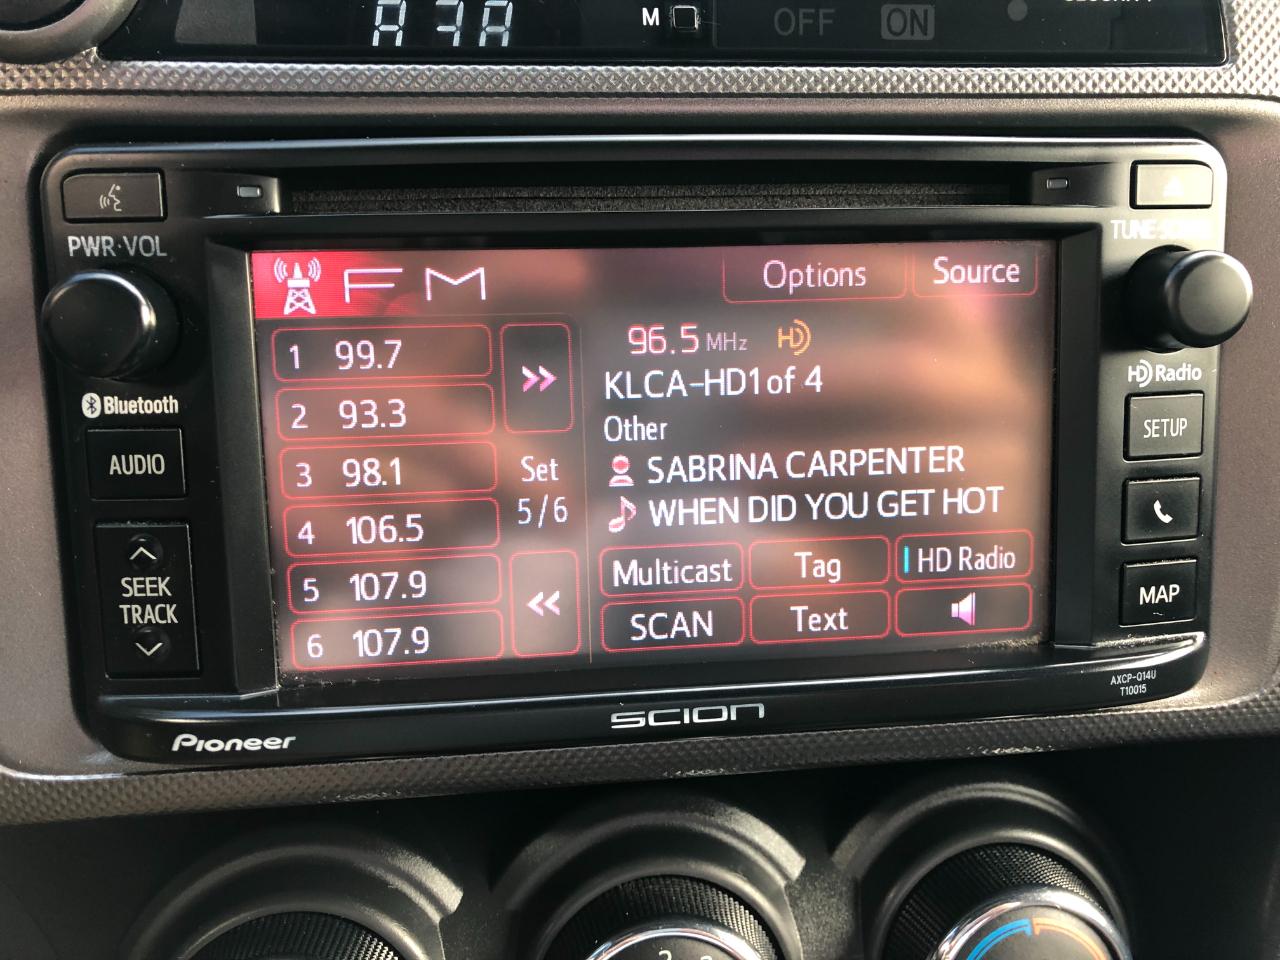 M OFF ON
PWR·VOL
TUNE·SCROLL
FM Options Source
1 99.7
2 93.3
3 98.1
4 106.5
5 107.9
6 107.9
>>
Set
5/6
<<
96.5 MHz HD
KLCA-HD1 of 4
Other
SABRINA CARPENTER
WHEN DID YOU GET HOT
Multicast Tag HD Radio
SCAN Text
Bluetooth
AUDIO
SEEK
TRACK
HD Radio
SETUP
MAP
AXCP-Q14U
T10015
SCION
Pioneer